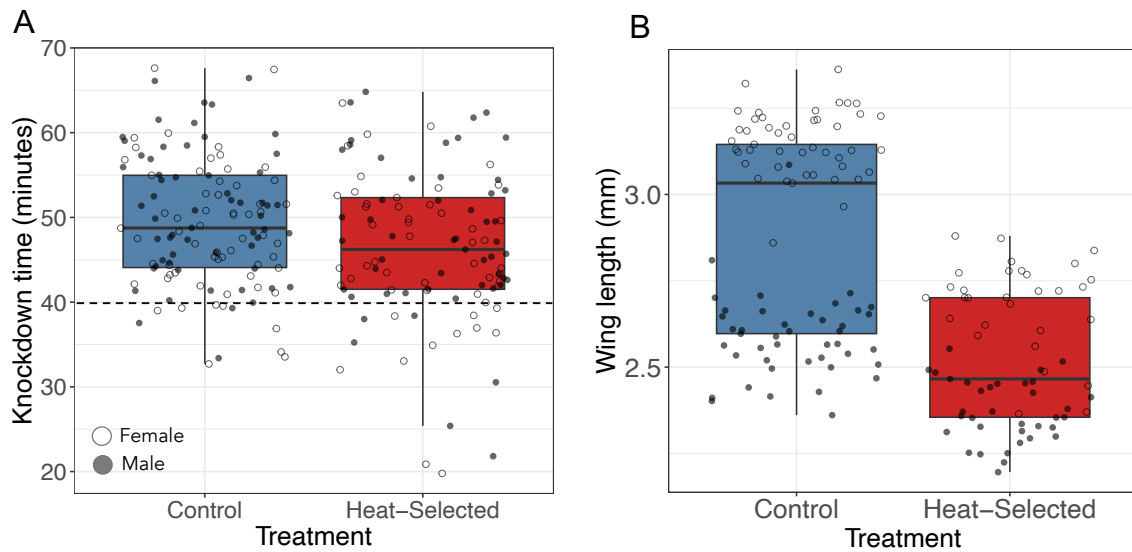 A
Knockdown time (minutes)
70
60
50
40
30
20
Female
Male
Control
Heat–Selected
Treatment
B
Wing length (mm)
3.0
2.5
Control
Heat–Selected
Treatment